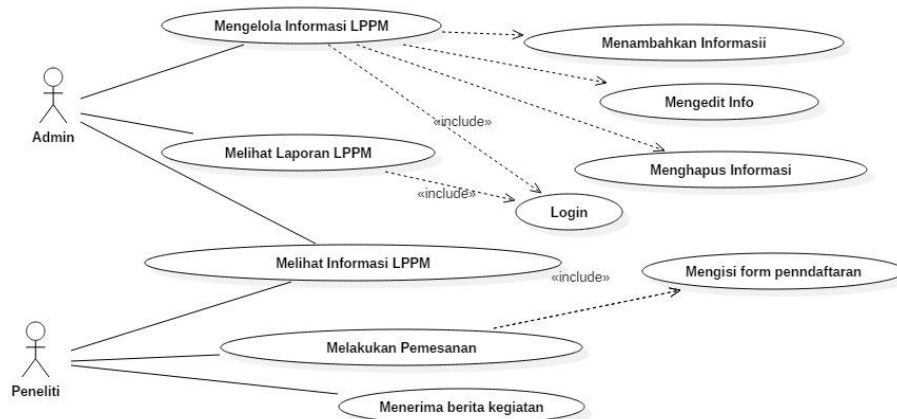 Mengelola Informasi LPPM
Menambahkan Informasii
Mengedit Info
Admin
«include»
Melihat Laporan LPPM
Menghapus Informasi
«include»
Login
Melihat Informasi LPPM
«include»
Mengisi form penndaftaran
Melakukan Pemesanan
Peneliti
Menerima berita kegiatan